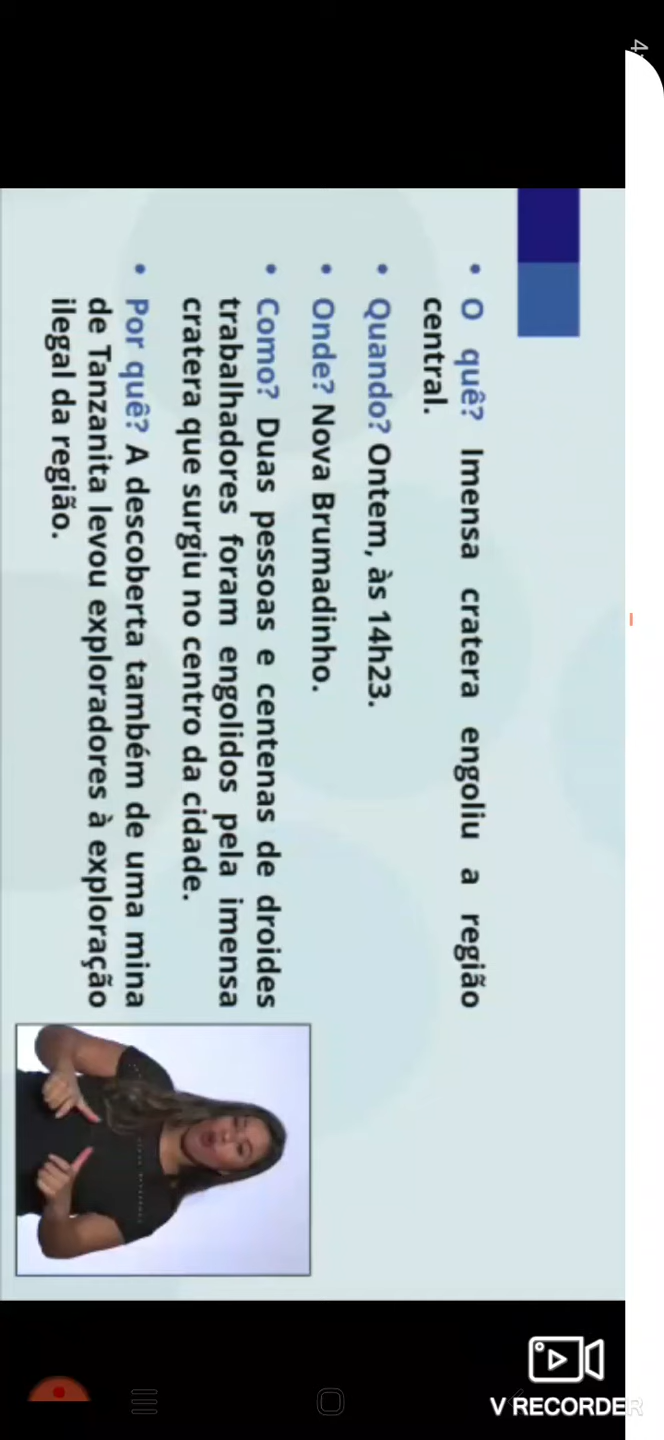 4
• O quê? Imensa cratera engoliu a região
central.
• Quando? Ontem, às 14h23.
• Onde? Nova Brumadinho.
• Como? Duas pessoas e centenas de droides
trabalhadores foram engolidos pela imensa
cratera que surgiu no centro da cidade.
• Por quê? A descoberta também de uma mina
de Tanzanita levou exploradores à exploração
ilegal da região.
V RECORDER